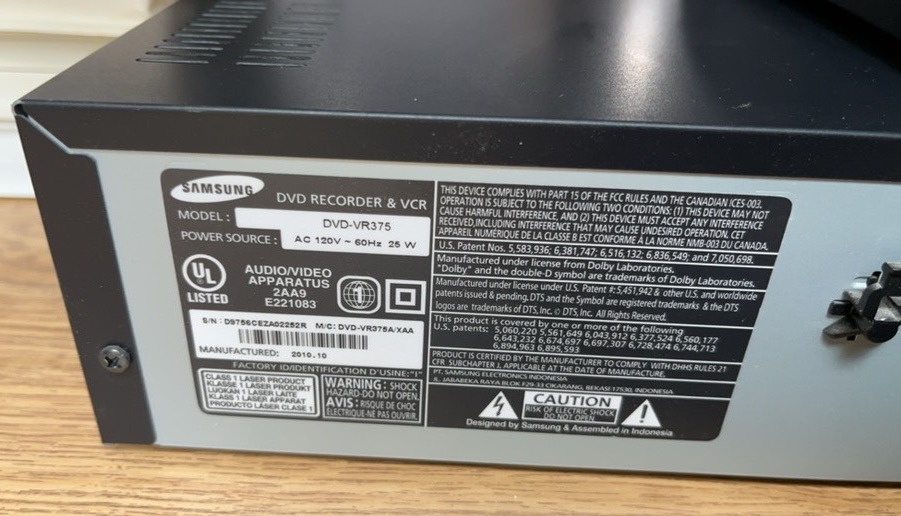 SAMSUNG
DVD RECORDER & VCR
MODEL :
DVD-VR375
POWER SOURCE :
AC 120V ~ 60Hz 25 W
UL
LISTED
AUDIO/VIDEO
APPARATUS
2AA9
E221083
S/N : D9756CEZA02252R M/C: DVD-VR375A/XAA
MANUFACTURED: 2010.10
FACTORY ID/IDENTIFICATION D'USINE:"I"
CLASS 1 LASER PRODUCT
KLASSE 1 LASER PRODUKT
LUOKAN 1 LASER LAITE
KLASS 1 LASER APPARAT
PRODUCTO LÁSER CLASE 1
WARNING: SHOCK
HAZARD-DO NOT OPEN.
AVIS: RISQUE DE CHOC
ÉLECTRIQUE-NE PAS OUVRIR.
THIS DEVICE COMPLIES WITH PART 15 OF THE FCC RULES AND THE CANADIAN ICES-003,
OPERATION IS SUBJECT TO THE FOLLOWING TWO CONDITIONS: (1) THIS DEVICE MAY NOT
CAUSE HARMFUL INTERFERENCE, AND (2) THIS DEVICE MUST ACCEPT ANY INTERFERENCE
RECEIVED,INCLUDING INTERFERENCE THAT MAY CAUSE UNDESIRED OPERATION. CET
APPAREIL NUMÉRIQUE DE LA CLASSE B EST CONFORME À LA NORME NMB-003 DU CANADA.
U.S. Patent Nos. 5,583,936; 6,381,747; 6,516,132; 6,836,549; and 7,050,698.
Manufactured under license from Dolby Laboratories.
"Dolby" and the double-D symbol are trademarks of Dolby Laboratories.
Manufactured under license under U.S. Patent #:5,451,942 & other U.S. and worldwide
patents issued & pending. DTS and the Symbol are registered trademarks & the DTS
logos are trademarks of DTS, Inc. © DTS, Inc. All Rights Reserved.
This product is covered by one or more of the following
U.S. patents: 5,060,220 5,561,649 6,043,912 6,377,524 6,560,177
6,643,232 6,674,697 6,697,307 6,728,474 6,744,713
6,894,963 6,895,593
PRODUCT IS CERTIFIED BY THE MANUFACTURER TO COMPLY WITH DHHS RULES 21
CFR SUBCHAPTER J, APPLICABLE AT THE DATE OF MANUFACTURE.
PT. SAMSUNG ELECTRONICS INDONESIA
JL. JABABEKA RAYA BLOK F29-33 CIKARANG, BEKASI 17530, INDONESIA
CAUTION
RISK OF ELECTRIC SHOCK
DO NOT OPEN
Designed by Samsung & Assembled in Indonesia